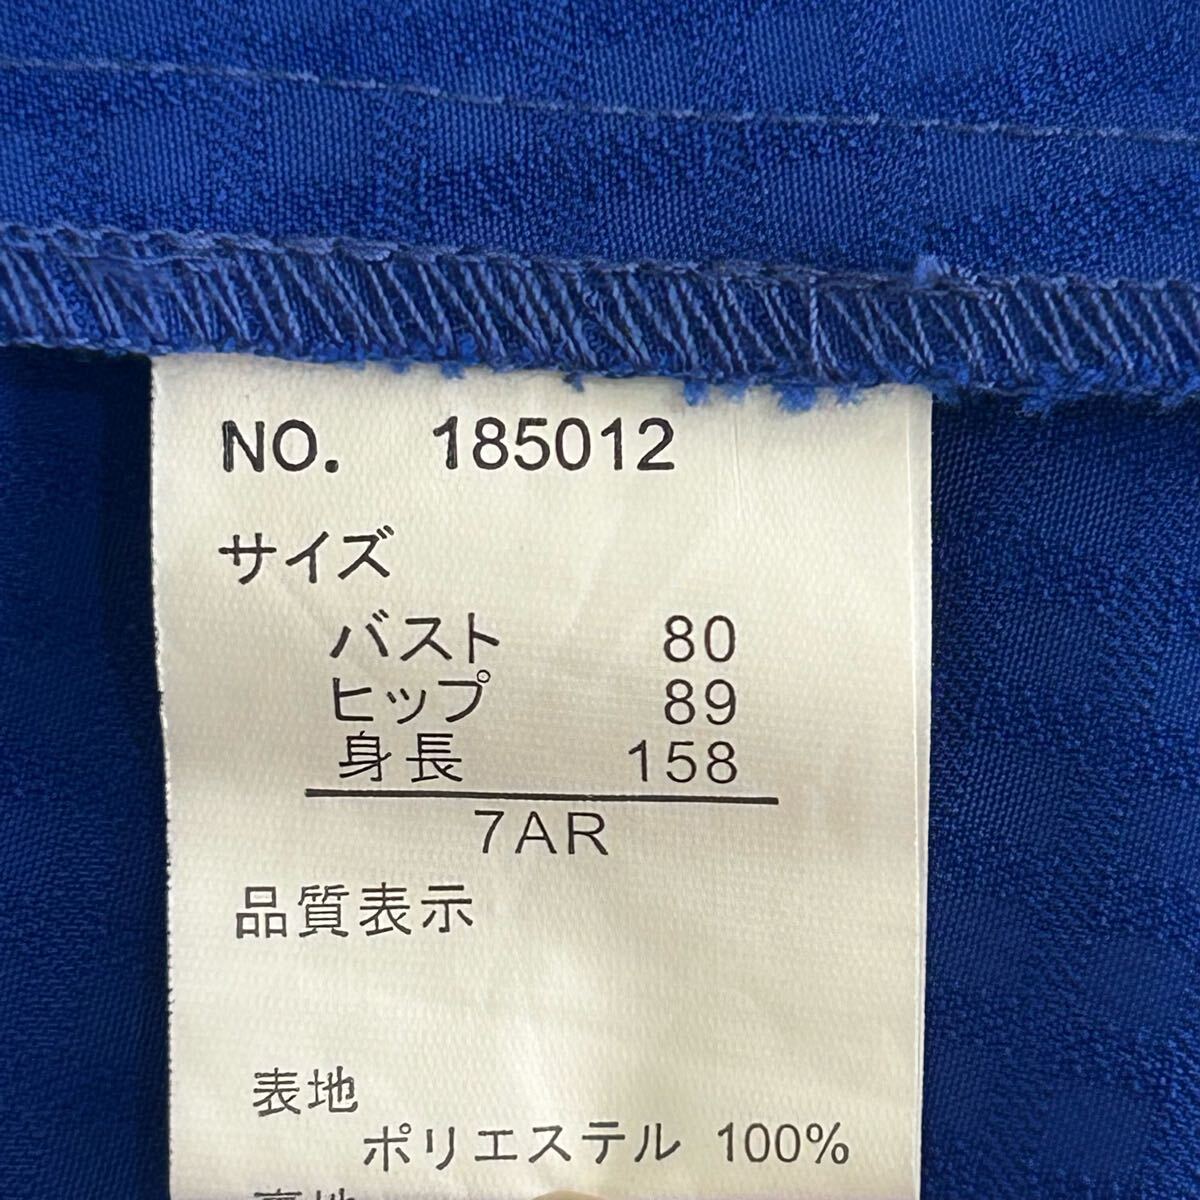 NO. 185012
サイズ
バスト 80
ヒップ 89
身長 158
7AR
品質表示
表地
ポリエステル 100%